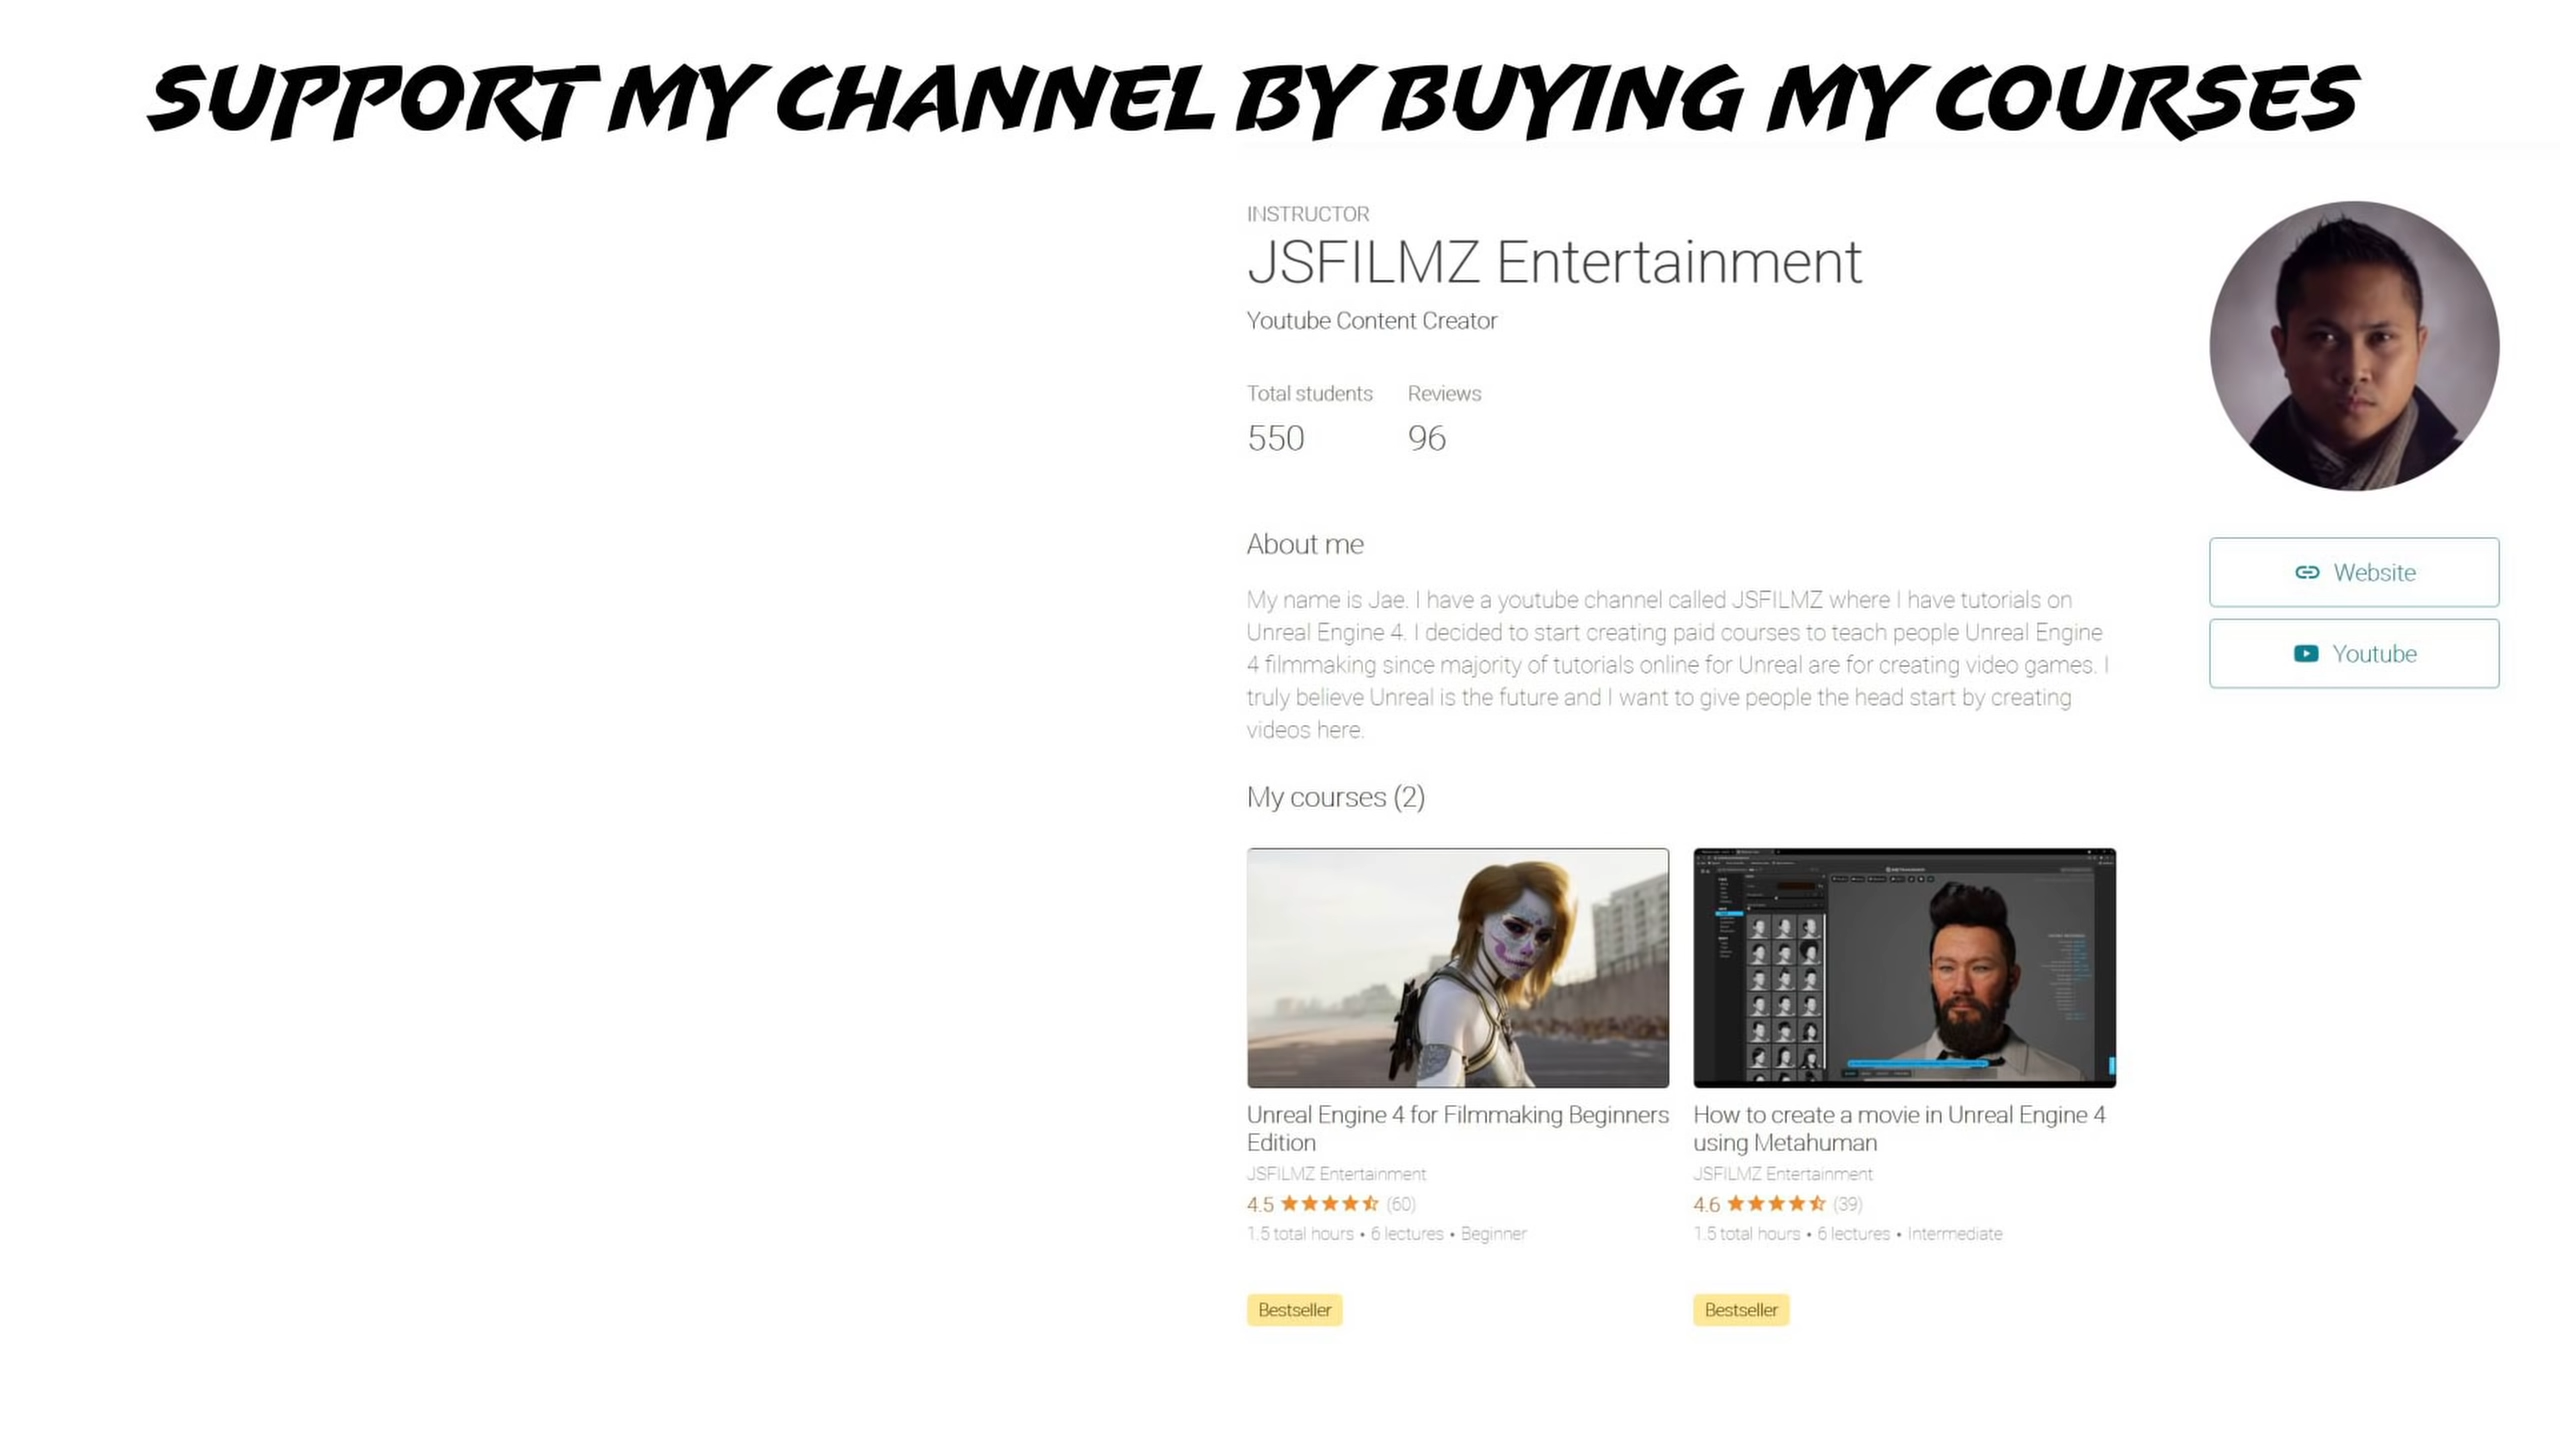 SUPPORT MY CHANNEL BY BUYING MY COURSES
INSTRUCTOR
JSFILMZ Entertainment
Youtube Content Creator
Total students
Reviews
550
96
Website
Youtube
About me
My name is Jae. I have a youtube channel called JSFILMZ where I have tutorials on
Unreal Engine 4. I decided to start creating paid courses to teach people Unreal Engine
4 filmmaking since majority of tutorials online for Unreal are for creating video games. I
truly believe Unreal is the future and I want to give people the head start by creating
videos here.
My courses (2)
Unreal Engine 4 for Filmmaking Beginners
Edition
JSFILMZ Entertainment
4.5 (60)
1.5 total hours • 6 lectures • Beginner
Bestseller
How to create a movie in Unreal Engine 4
using Metahuman
JSFILMZ Entertainment
4.6 (39)
1.5 total hours • 6 lectures • Intermediate
Bestseller